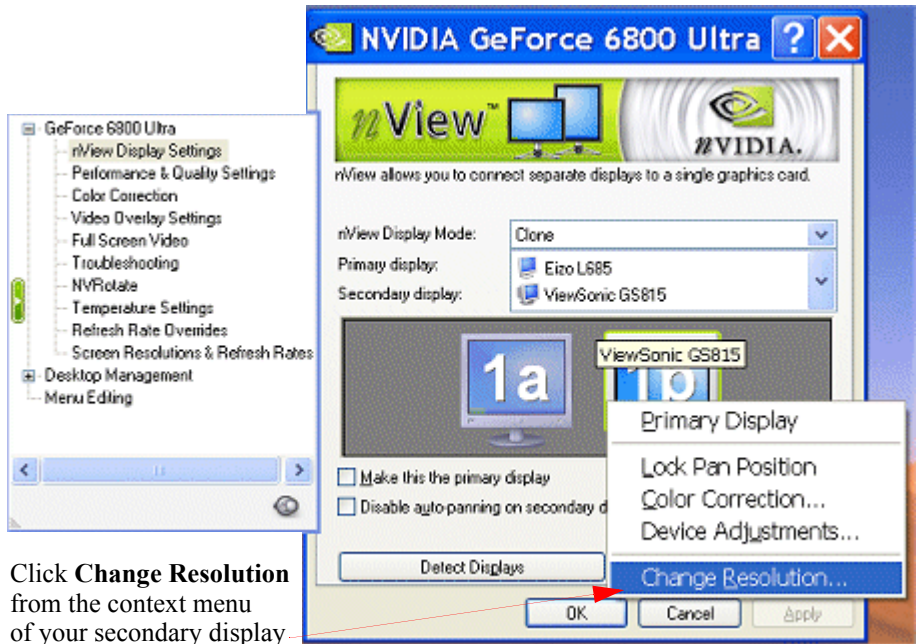 NVIDIA GeForce 6800 Ultra
nView™
nVIDIA.
nView allows you to connect separate displays to a single graphics card.
nView Display Mode:
Clone
Primary display:
Eizo L685
Secondary display:
ViewSonic GS815
1a
ViewSonic GS815
1b
Make this the primary display
Disable auto-panning on secondary d
Detect Displays
OK
Cancel
Apply
Primary Display
Lock Pan Position
Color Correction...
Device Adjustments...
Change Resolution...
GeForce 6800 Ultra
nView Display Settings
Performance & Quality Settings
Color Correction
Video Overlay Settings
Full Screen Video
Troubleshooting
NVRotate
Temperature Settings
Refresh Rate Overrides
Screen Resolutions & Refresh Rates
Desktop Management
Menu Editing
Click Change Resolution
from the context menu
of your secondary display